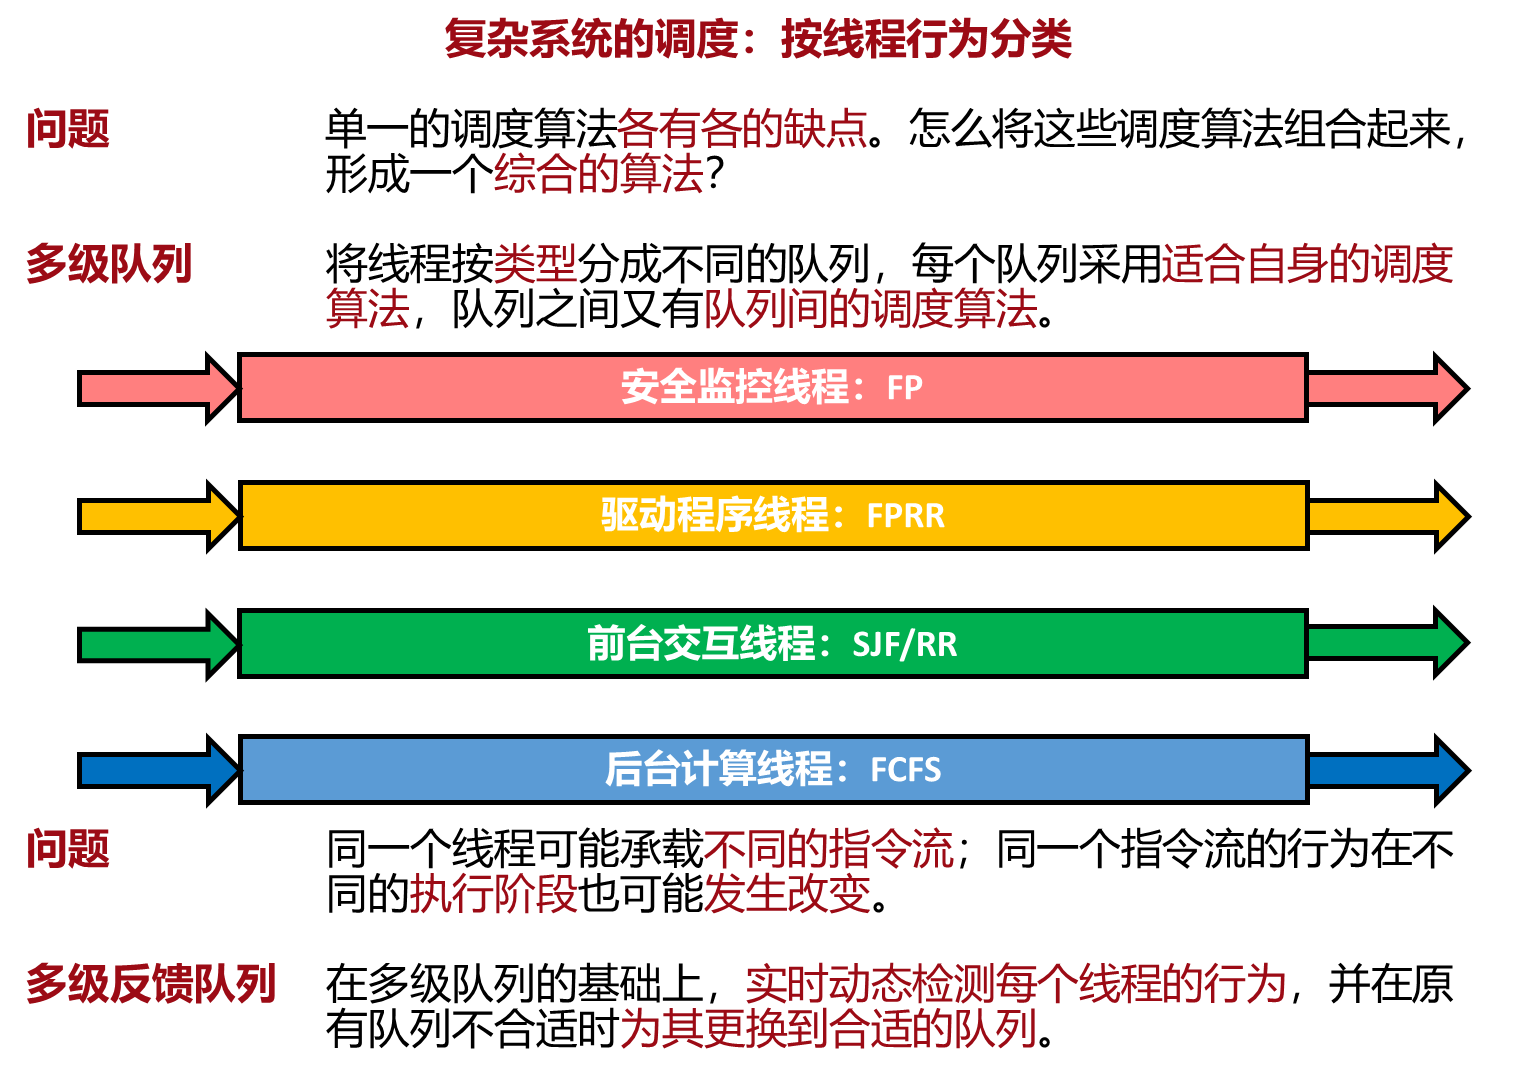 复杂系统的调度：按线程行为分类
问题
单一的调度算法各有各的缺点。怎么将这些调度算法组合起来，
形成一个综合的算法？
多级队列
将线程按类型分成不同的队列，每个队列采用适合自身的调度
算法，队列之间又有队列间的调度算法。
安全监控线程：FP
驱动程序线程：FPRR
前台交互线程：SJF/RR
后台计算线程：FCFS
问题
同一个线程可能承载不同的指令流；同一个指令流的行为在不
同的执行阶段也可能发生改变。
多级反馈队列
在多级队列的基础上，实时动态检测每个线程的行为，并在原
有队列不合适时为其更换到合适的队列。